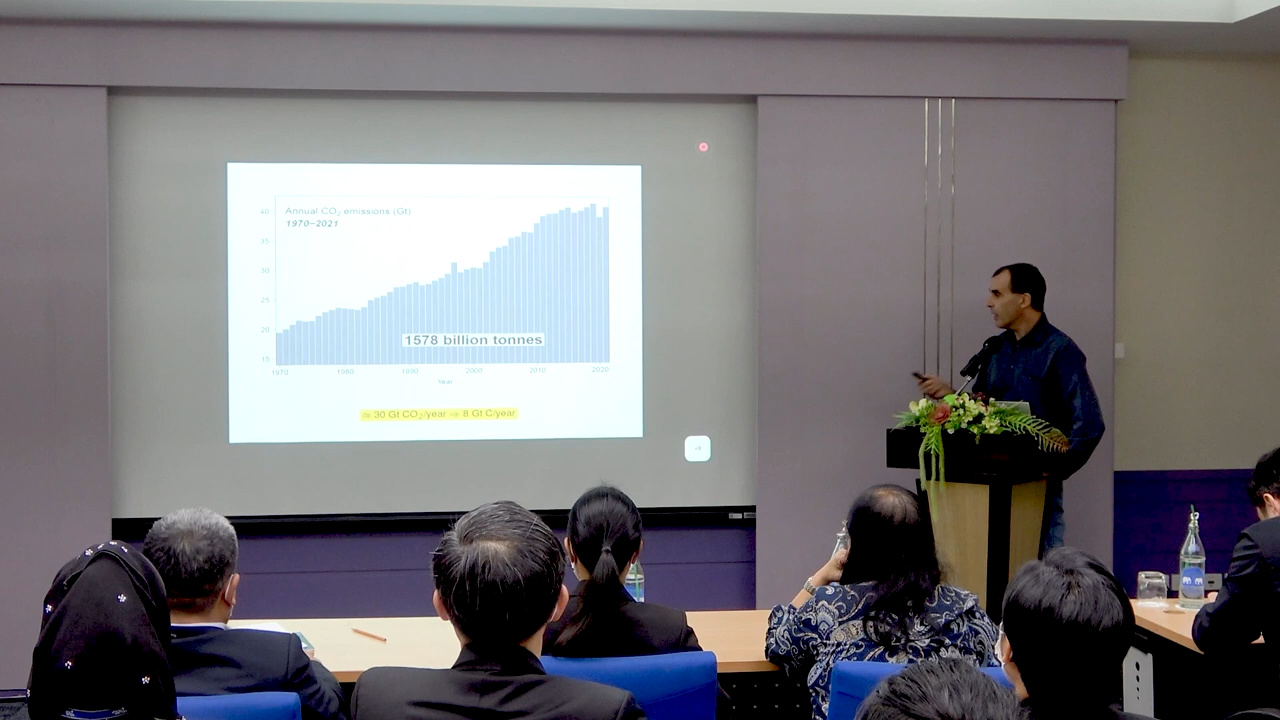 Annual CO₂ emissions (Gt)
1970–2021
40
35
30
25
20
15
1578 billion tonnes
1970 1980 1990 2000 2010 2020
Year
≃ 30 Gt CO₂/year ⇒ 8 Gt C/year